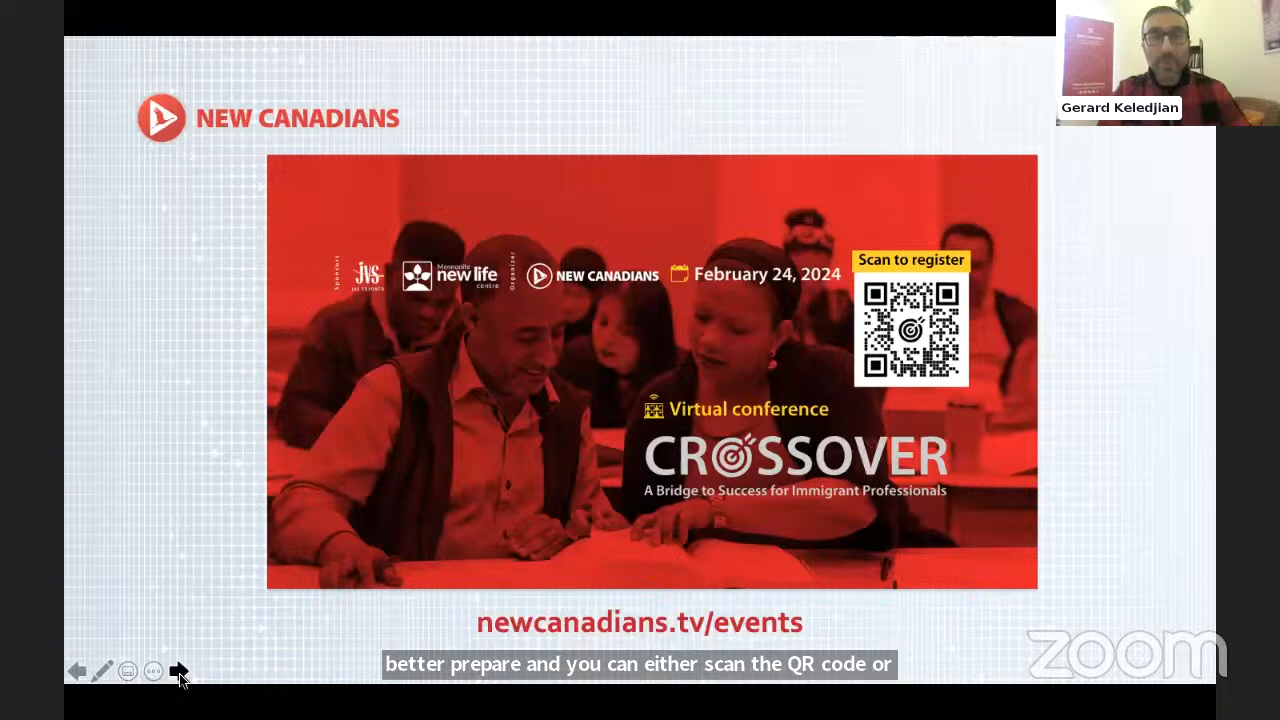 Gerard Keledjian
NEW CANADIANS
Sponsors
jvs
JVS TORONTO
Mennonite
new life
centre
Organizer
NEW CANADIANS
February 24, 2024
Scan to register
Virtual conference
CROSSOVER
A Bridge to Success for Immigrant Professionals
newcanadians.tv/events
better prepare and you can either scan the QR code or
zoom